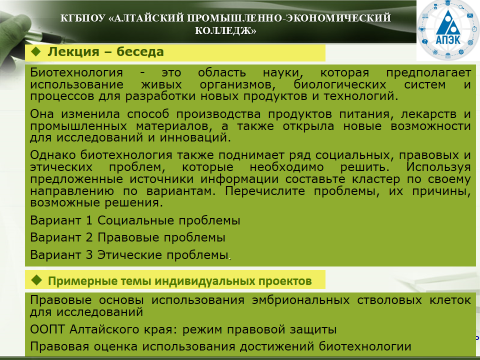 КГБПОУ «АЛТАЙСКИЙ ПРОМЫШЛЕННО-ЭКОНОМИЧЕСКИЙ
КОЛЛЕДЖ»
АПЭК
Лекция – беседа
Биотехнология - это область науки, которая предполагает
использование живых организмов, биологических систем и
процессов для разработки новых продуктов и технологий.
Она изменила способ производства продуктов питания, лекарств и
промышленных материалов, а также открыла новые возможности
для исследований и инноваций.
Однако биотехнология также поднимает ряд социальных, правовых и
этических проблем, которые необходимо решить. Используя
предложенные источники информации составьте кластер по своему
направлению по вариантам. Перечислите проблемы, их причины,
возможные решения.
Вариант 1 Социальные проблемы
Вариант 2 Правовые проблемы
Вариант 3 Этические проблемы.
Примерные темы индивидуальных проектов
Правовые основы использования эмбриональных стволовых клеток
для исследований
ООПТ Алтайского края: режим правовой защиты
Правовая оценка использования достижений биотехнологии